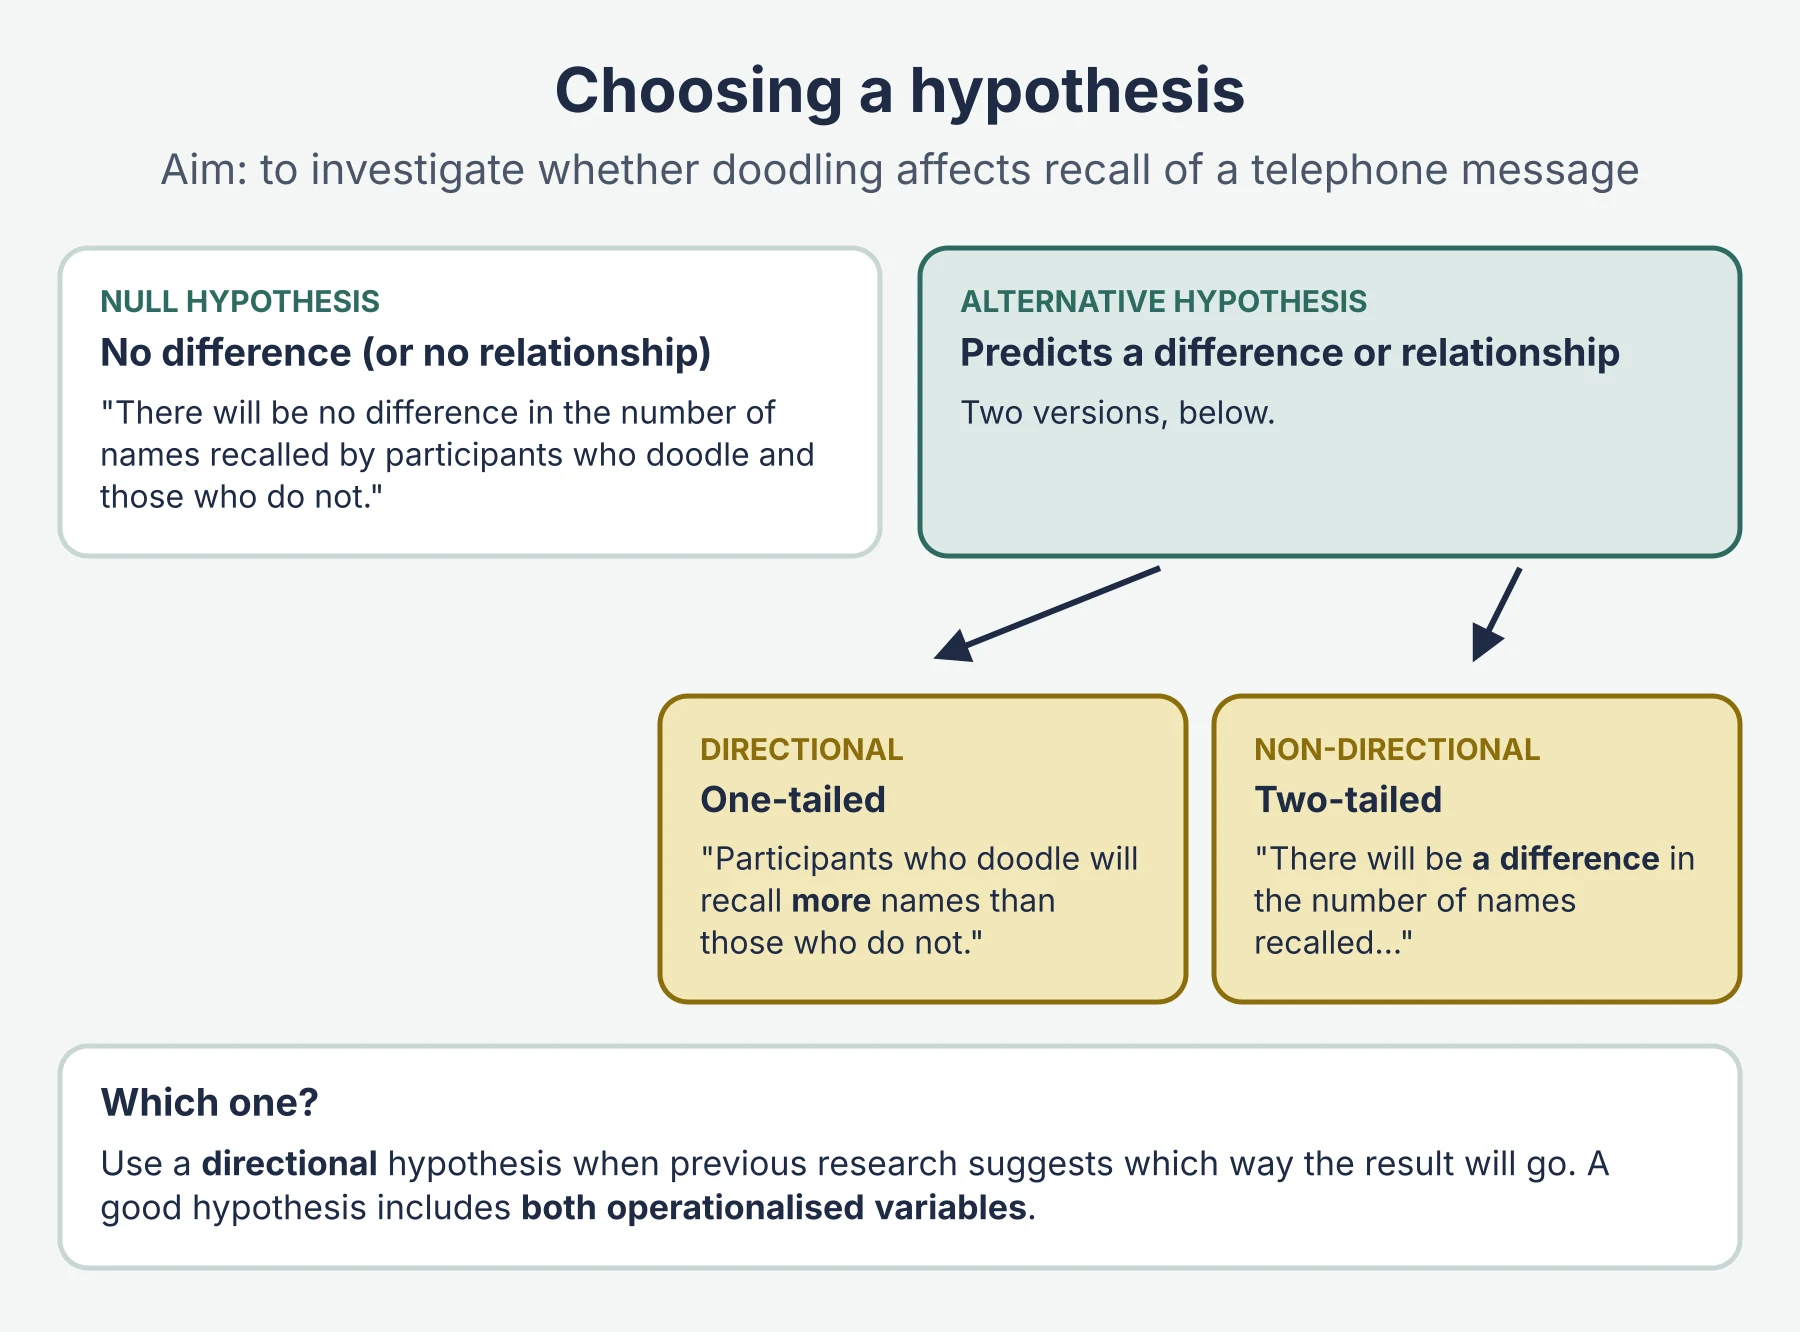 Choosing a hypothesis
Aim: to investigate whether doodling affects recall of a telephone message
NULL HYPOTHESIS
No difference (or no relationship)
"There will be no difference in the number of
names recalled by participants who doodle and
those who do not."
ALTERNATIVE HYPOTHESIS
Predicts a difference or relationship
Two versions, below.
DIRECTIONAL
One-tailed
"Participants who doodle will
recall more names than
those who do not."
NON-DIRECTIONAL
Two-tailed
"There will be a difference in
the number of names
recalled..."
Which one?
Use a directional hypothesis when previous research suggests which way the result will go. A
good hypothesis includes both operationalised variables.